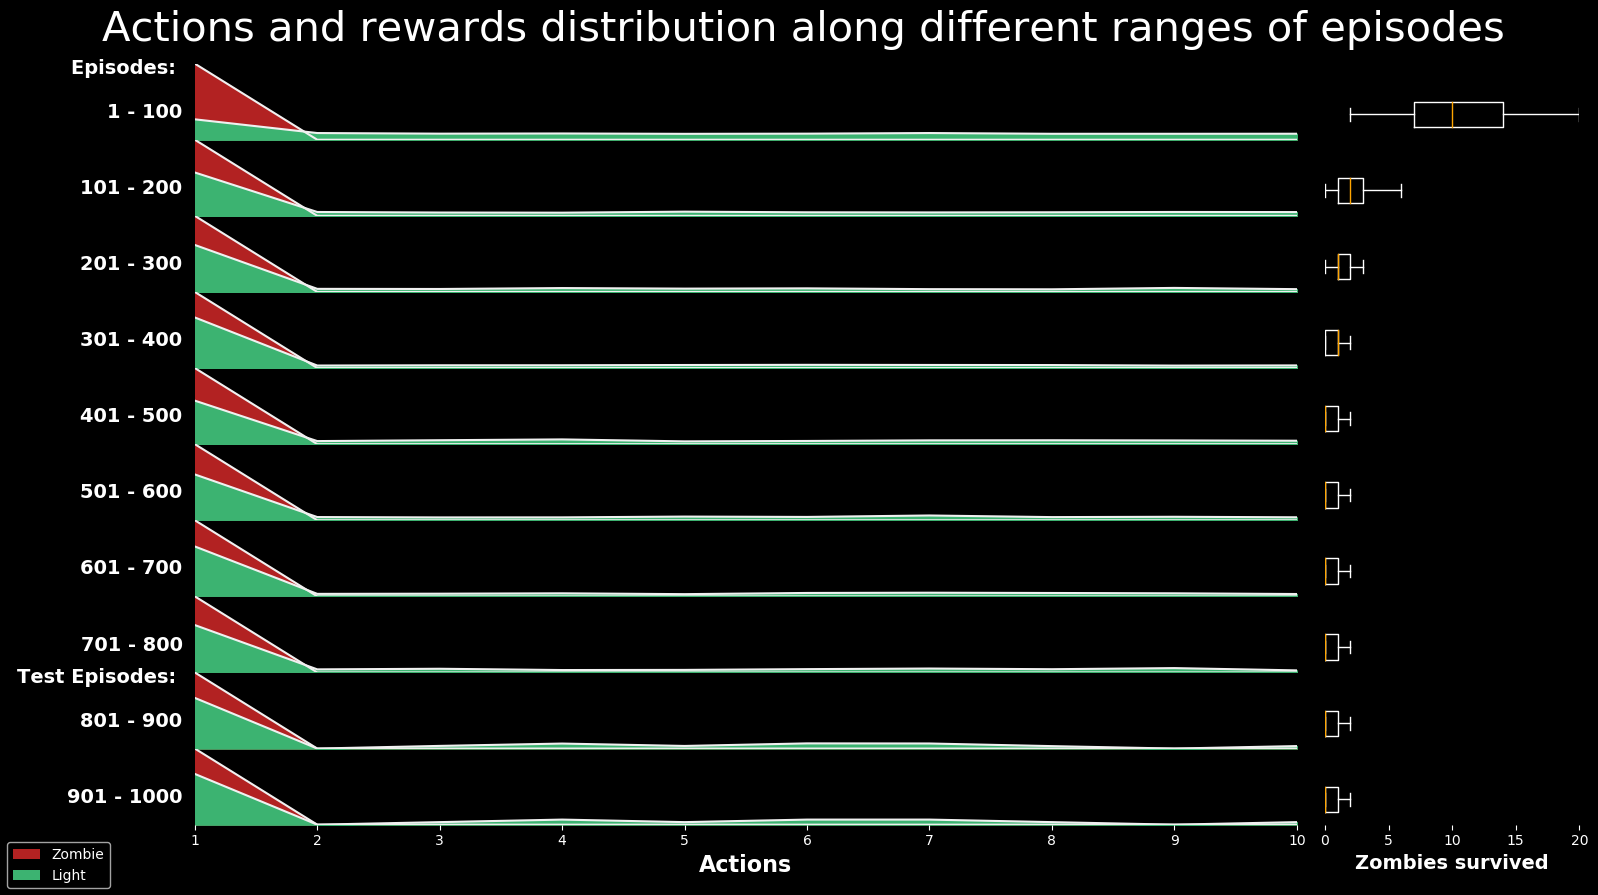 Actions and rewards distribution along different ranges of episodes
Episodes:
1 - 100
101 - 200
201 - 300
301 - 400
401 - 500
501 - 600
601 - 700
701 - 800
Test Episodes:
801 - 900
901 - 1000
1 2 3 4 5 6 7 8 9 10
0 5 10 15 20
Actions
Zombies survived
Zombie
Light